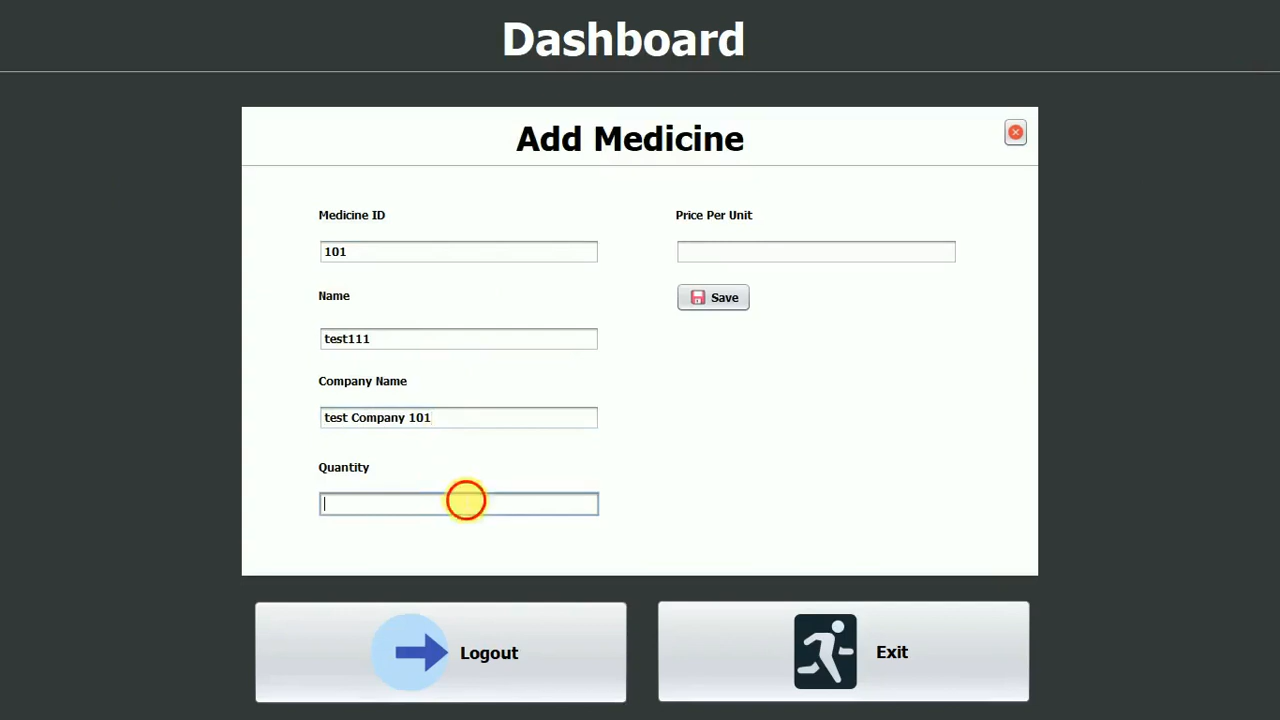 Dashboard
Add Medicine
Medicine ID
101
Name
test111
Company Name
test Company 101
Quantity
Price Per Unit
Save
Logout
Exit